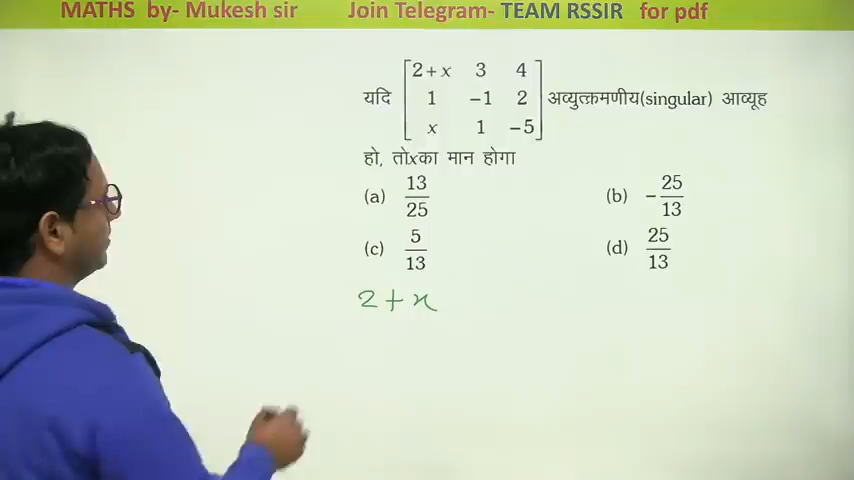 MATHS by- Mukesh sir Join Telegram- TEAM RSSIR for pdf
यदि [2+x 3 4
1 -1 2
x 1 -5] अव्युत्क्रमणीय(singular) आव्यूह
हो, तोxका मान होगा
(a) 13/25 (b) -25/13
(c) 5/13 (d) 25/13
2+x